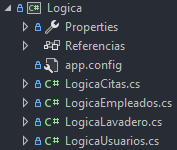 C# Logica
Properties
Referencias
app.config
C# LogicaCitas.cs
C# LogicaEmpleados.cs
C# LogicaLavadero.cs
C# LogicaUsuarios.cs